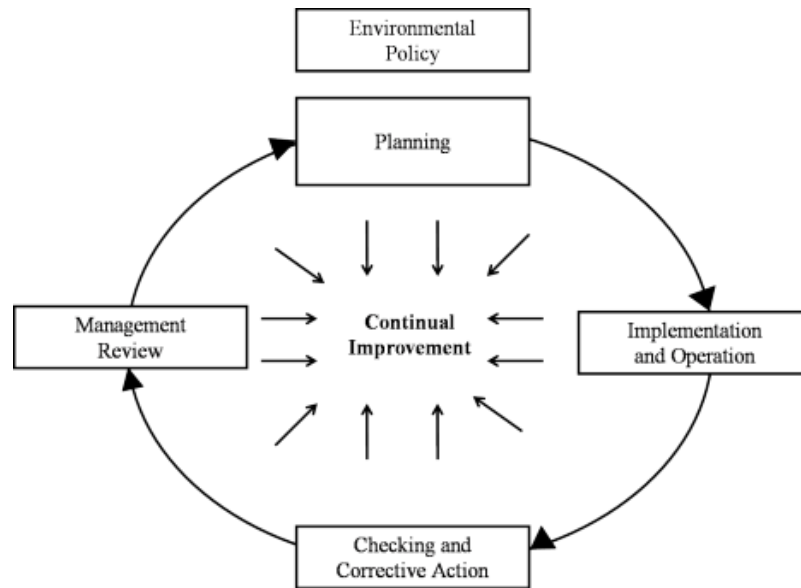 Environmental
Policy
Planning
Management
Review
Continual
Improvement
Implementation
and Operation
Checking and
Corrective Action